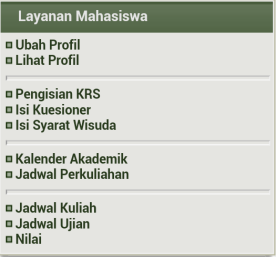 Layanan Mahasiswa
Ubah Profil
Lihat Profil
Pengisian KRS
Isi Kuesioner
Isi Syarat Wisuda
Kalender Akademik
Jadwal Perkuliahan
Jadwal Kuliah
Jadwal Ujian
Nilai